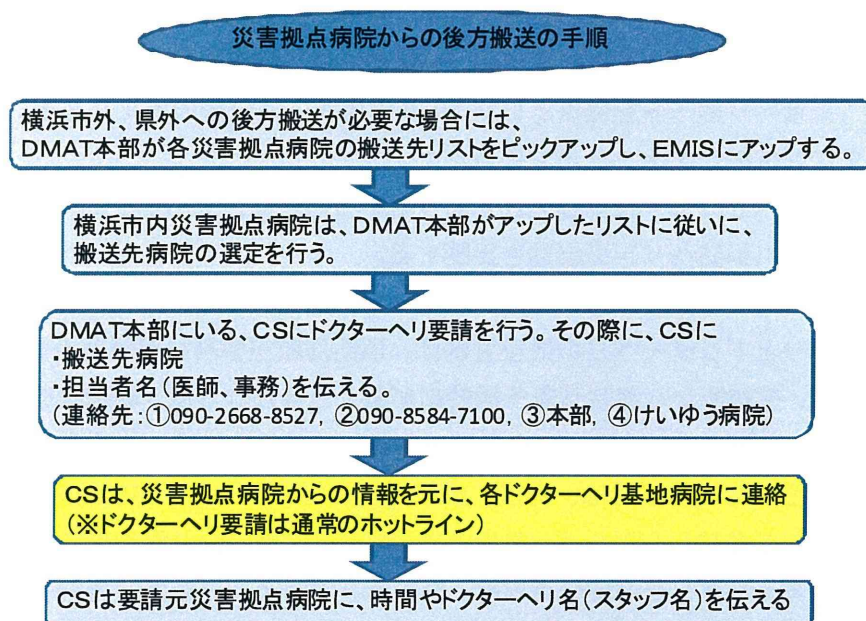 災害拠点病院からの後方搬送の手順
横浜市外、県外への後方搬送が必要な場合には、
DMAT本部が各災害拠点病院の搬送先リストをピックアップし、EMISにアップする。
横浜市内災害拠点病院は、DMAT本部がアップしたリストに従いに、
搬送先病院の選定を行う。
DMAT本部にいる、CSにドクターヘリ要請を行う。その際に、CSに
・搬送先病院
・担当者名(医師、事務)を伝える。
(連絡先:①090-2668-8527, ②090-8584-7100, ③本部, ④けいゆう病院)
CSは、災害拠点病院からの情報を元に、各ドクターヘリ基地病院に連絡
(※ドクターヘリ要請は通常のホットライン)
CSは要請元災害拠点病院に、時間やドクターヘリ名(スタッフ名)を伝える